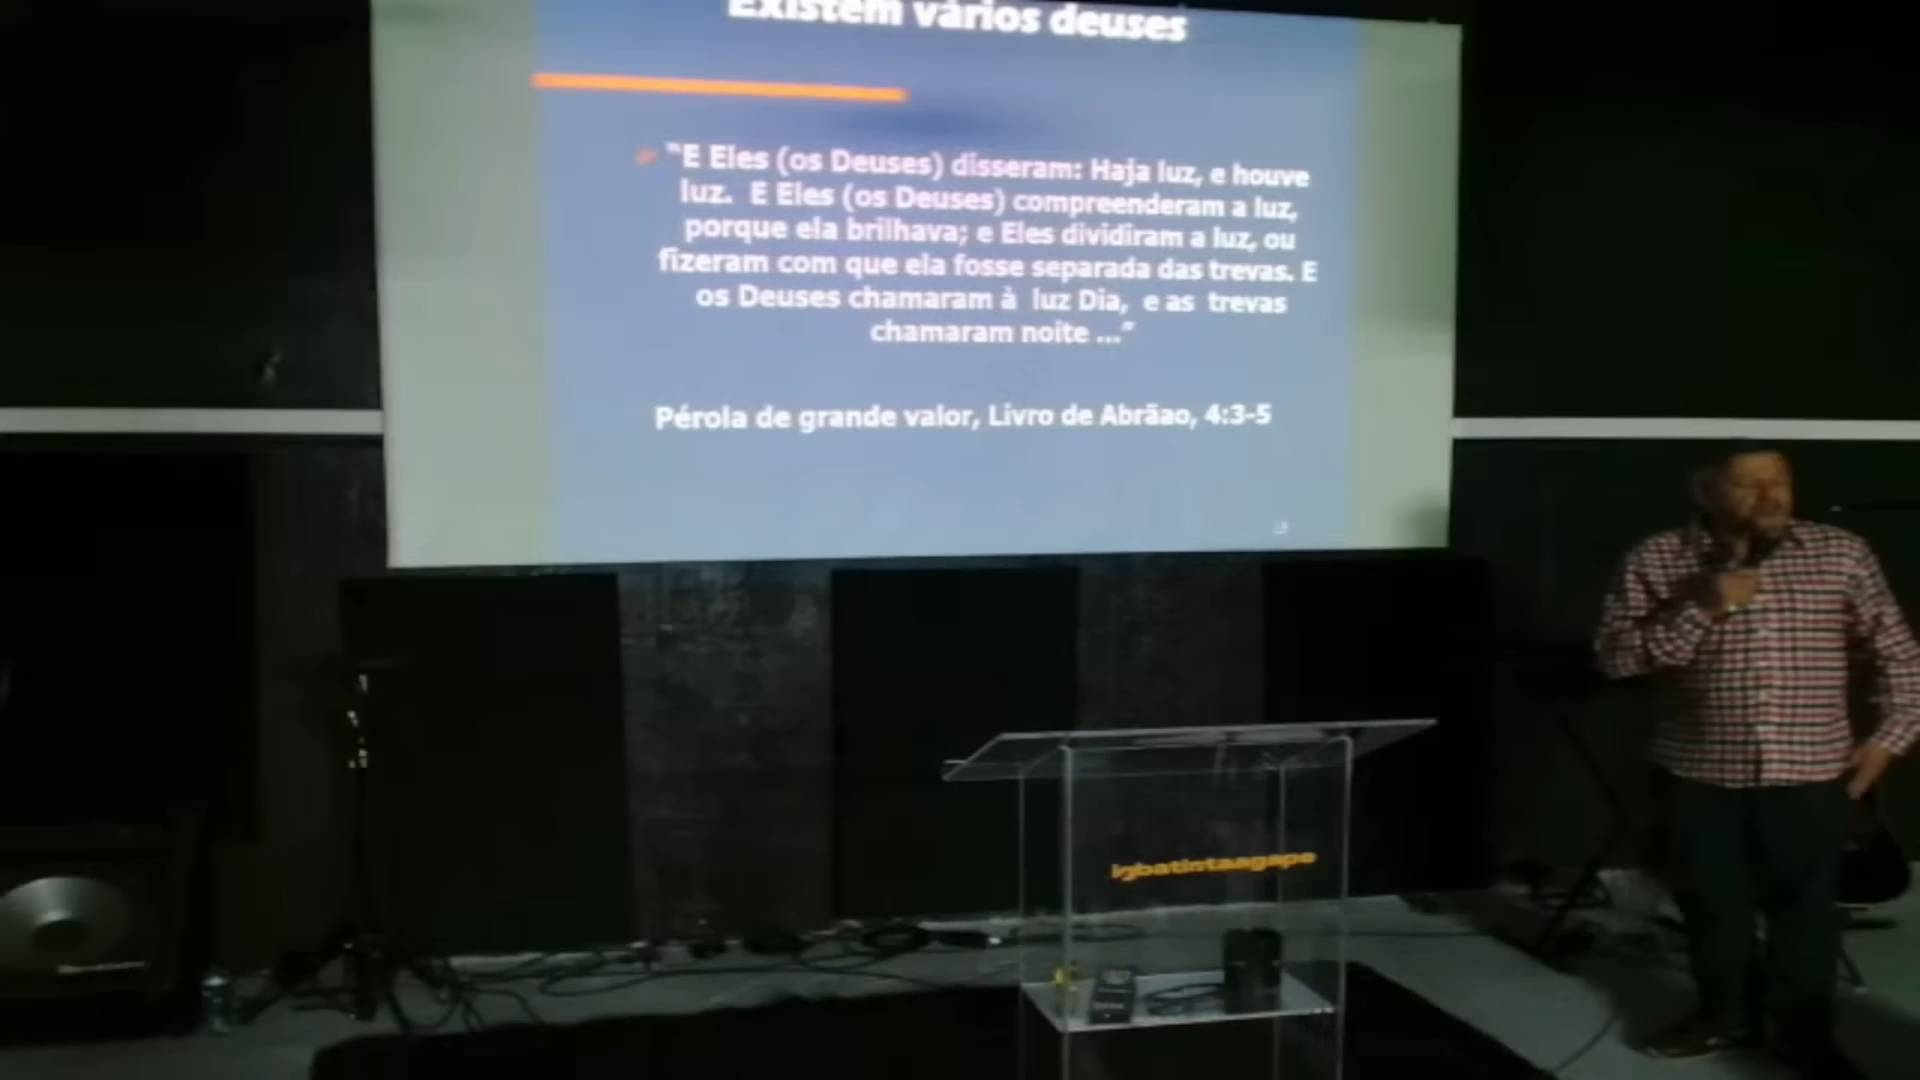 Existem vários deuses
"E Eles (os Deuses) disseram: Haja luz, e houve
luz. E Eles (os Deuses) compreenderam a luz,
porque ela brilhava; e Eles dividiram a luz, ou
fizeram com que ela fosse separada das trevas. E
os Deuses chamaram à luz Dia, e as trevas
chamaram noite ..."
Pérola de grande valor, Livro de Abrãao, 4:3-5
igbatistaagape